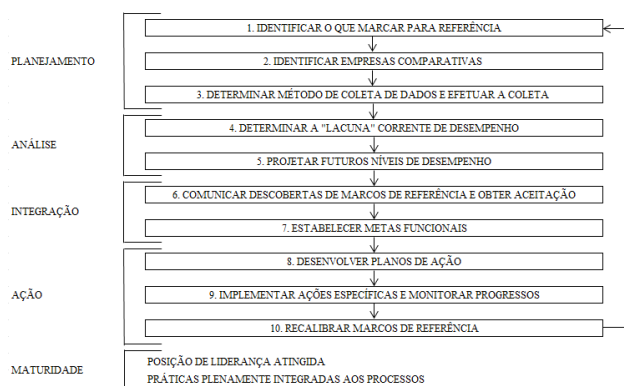 PLANEJAMENTO
1. IDENTIFICAR O QUE MARCAR PARA REFERÊNCIA
2. IDENTIFICAR EMPRESAS COMPARATIVAS
3. DETERMINAR MÉTODO DE COLETA DE DADOS E EFETUAR A COLETA
ANÁLISE
4. DETERMINAR A "LACUNA" CORRENTE DE DESEMPENHO
5. PROJETAR FUTUROS NÍVEIS DE DESEMPENHO
INTEGRAÇÃO
6. COMUNICAR DESCOBERTAS DE MARCOS DE REFERÊNCIA E OBTER ACEITAÇÃO
7. ESTABELECER METAS FUNCIONAIS
AÇÃO
8. DESENVOLVER PLANOS DE AÇÃO
9. IMPLEMENTAR AÇÕES ESPECÍFICAS E MONITORAR PROGRESSOS
10. RECALIBRAR MARCOS DE REFERÊNCIA
MATURIDADE
POSIÇÃO DE LIDERANÇA ATINGIDA
PRÁTICAS PLENAMENTE INTEGRADAS AOS PROCESSOS